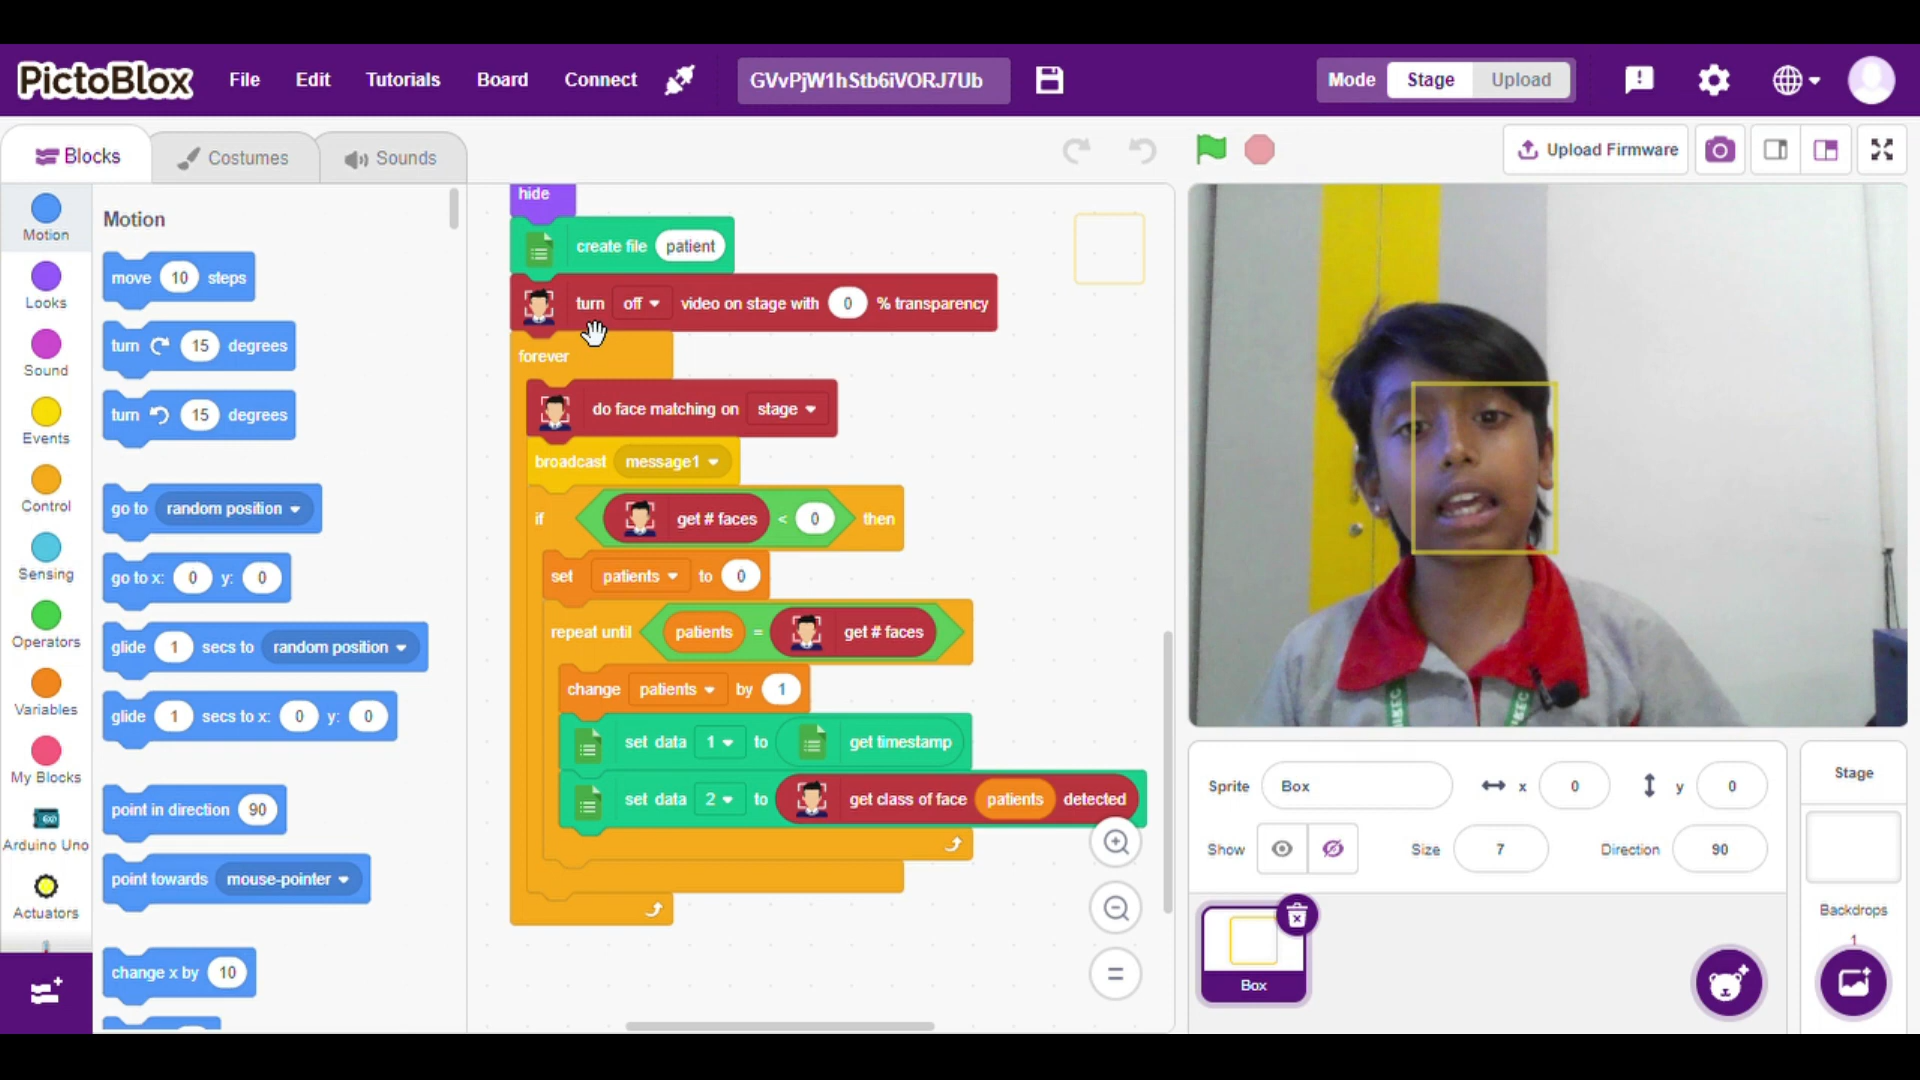 PictoBlox File Edit Tutorials Board Connect GVvPjW1hStb6iVORJ7Ub Mode Stage Upload
Blocks Costumes Sounds
Upload Firmware
Motion
Looks
Sound
Events
Control
Sensing
Operators
Variables
My Blocks
Arduino Uno
Actuators
Motion
move 10 steps
turn 15 degrees
turn 15 degrees
go to random position
go to x: 0 y: 0
glide 1 secs to random position
glide 1 secs to x: 0 y: 0
point in direction 90
point towards mouse-pointer
change x by 10
hide
create file patient
turn off video on stage with 0 % transparency
forever
do face matching on stage
broadcast message1
if get # faces < 0 then
set patients to 0
repeat until patients = get # faces
change patients by 1
set data 1 to get timestamp
set data 2 to get class of face patients detected
Sprite Box x 0 y 0
Show Size 7 Direction 90
Box
Stage
Backdrops
1